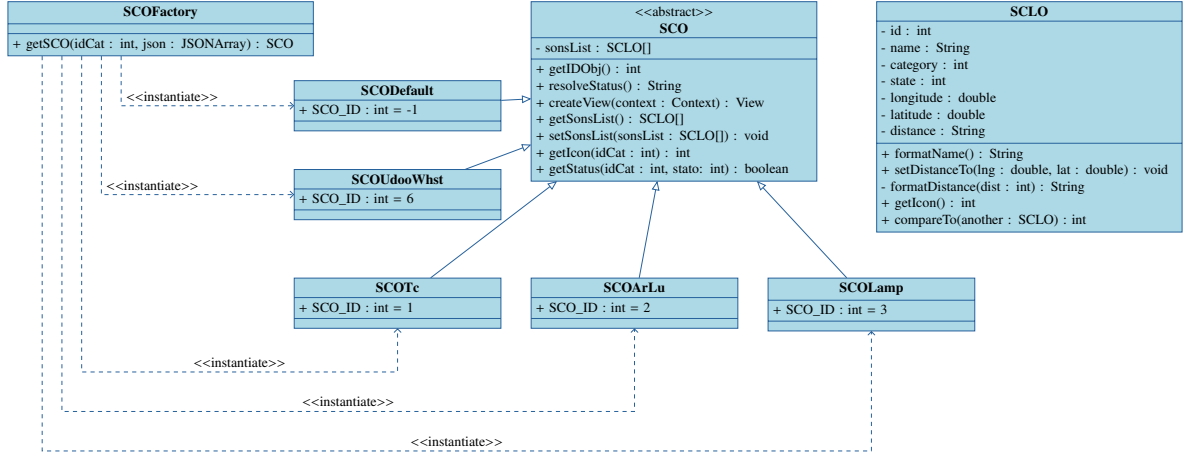 SCOFactory
+ getSCO(idCat : int, json : JSONArray) : SCO
<<abstract>>
SCO
- sonsList : SCLO[]
+ getIDObj() : int
+ resolveStatus() : String
+ createView(context : Context) : View
+ getSonsList() : SCLO[]
+ setSonsList(sonsList : SCLO[]) : void
+ getIcon(idCat : int) : int
+ getStatus(idCat : int, stato: int) : boolean
SCLO
- id : int
- name : String
- category : int
- state : int
- longitude : double
- latitude : double
- distance : String
+ formatName() : String
+ setDistanceTo(lng : double, lat : double) : void
- formatDistance(dist : int) : String
+ getIcon() : int
+ compareTo(another : SCLO) : int
<<instantiate>>
SCODefault
+ SCO_ID : int = -1
<<instantiate>>
SCOUdooWhst
+ SCO_ID : int = 6
SCOTc
+ SCO_ID : int = 1
SCOArLu
+ SCO_ID : int = 2
SCOLamp
+ SCO_ID : int = 3
<<instantiate>>
<<instantiate>>
<<instantiate>>